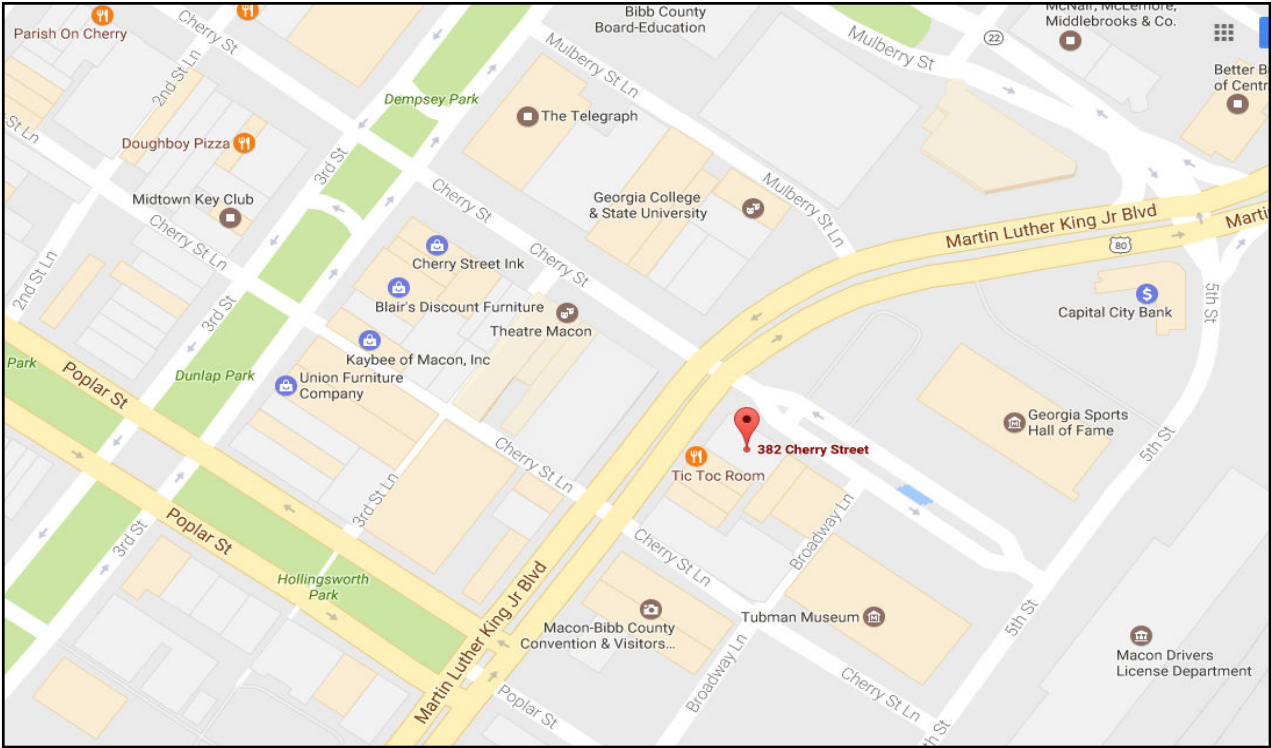 Parish On Cherry
Cherry St
Bibb County
Board-Education
McNair, McLemore,
Middlebrooks & Co.
22
Mulberry St
Mulberry St Ln
Better B
of Centr
2nd St Ln
Dempsey Park
The Telegraph
St Ln
Doughboy Pizza
3rd St
Midtown Key Club
Cherry St
Georgia College
& State University
Mulberry St Ln
Martin Luther King Jr Blvd
Marti
80
Cherry St Ln
Cherry Street Ink
Cherry St
2nd St Ln
Blair's Discount Furniture
Theatre Macon
3rd St
$
Capital City Bank
5th St
Kaybee of Macon, Inc
Park
Poplar St
Dunlap Park
Union Furniture
Company
Georgia Sports
Hall of Fame
382 Cherry Street
Tic Toc Room
5th St
Cherry St Ln
3rd St Ln
Poplar St
3rd St
Broadway Ln
Cherry St Ln
Hollingsworth
Park
Martin Luther King Jr Blvd
Macon-Bibb County
Convention & Visitors...
Tubman Museum
5th St
Macon Drivers
License Department
Broadway Ln
Cherry St Ln
Poplar St
th St